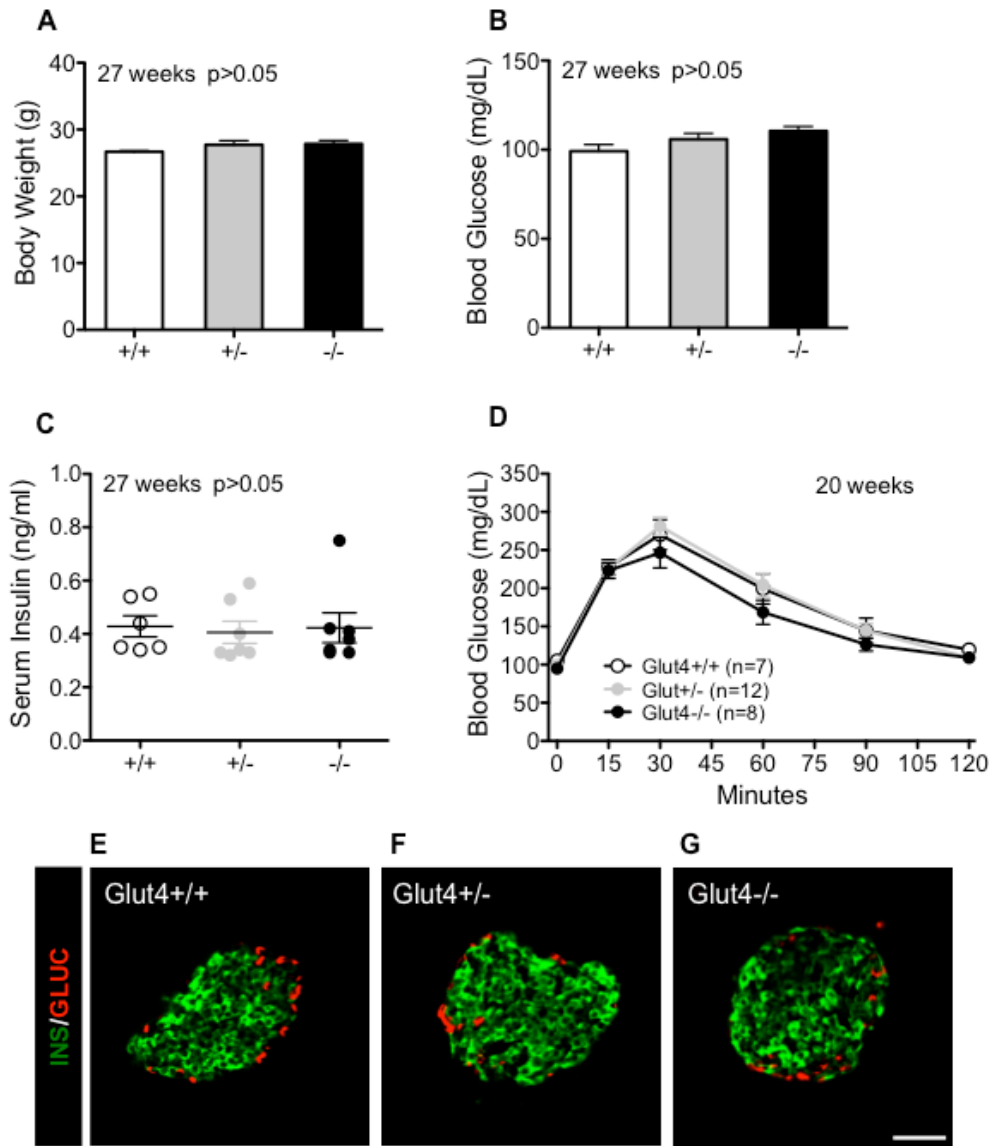 A
Body Weight (g)
40
30
20
10
0
27 weeks p>0.05
+/+
+/-
-/-
B
Blood Glucose (mg/dL)
150
100
50
0
27 weeks p>0.05
+/+
+/-
-/-
C
Serum Insulin (ng/ml)
1.0
0.8
0.6
0.4
0.2
0.0
27 weeks p>0.05
+/+
+/-
-/-
D
Blood Glucose (mg/dL)
350
300
250
200
150
100
50
0
20 weeks
Glut4+/+ (n=7)
Glut+/- (n=12)
Glut4-/- (n=8)
0 15 30 45 60 75 90 105 120
Minutes
INS/GLUC
E
Glut4+/+
F
Glut4+/-
G
Glut4-/-